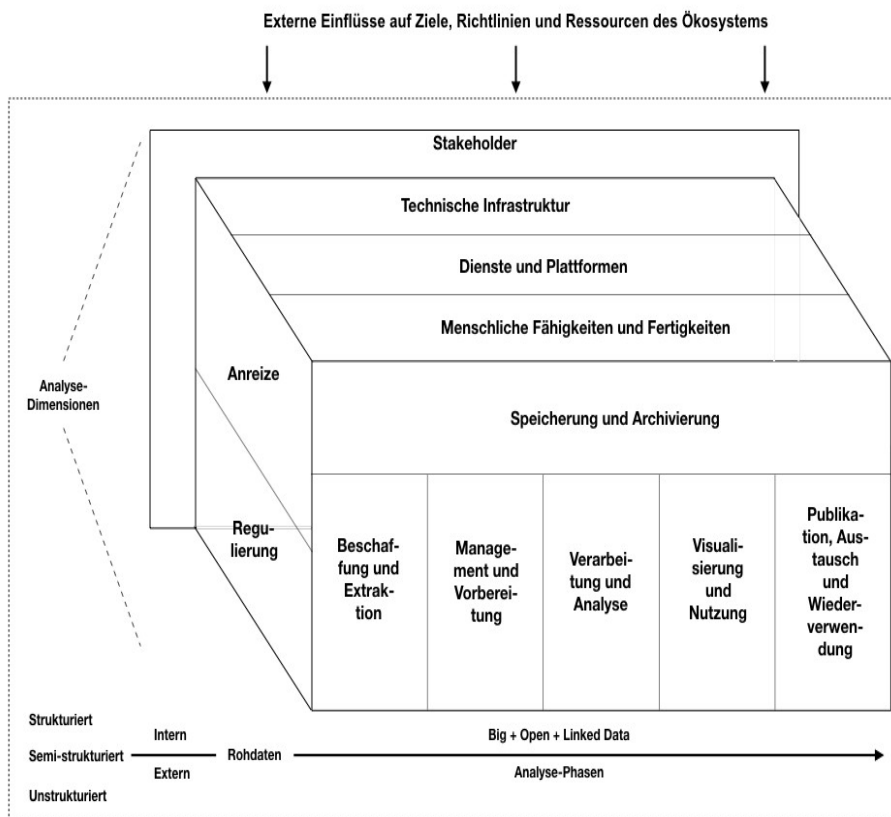 Externe Einflüsse auf Ziele, Richtlinien und Ressourcen des Ökosystems
Stakeholder
Technische Infrastruktur
Dienste und Plattformen
Menschliche Fähigkeiten und Fertigkeiten
Analyse-
Dimensionen
Anreize
Speicherung und Archivierung
Regu-
lierung
Beschaf-
fung und
Extrak-
tion
Manage-
ment und
Vorberei-
tung
Verarbei-
tung und
Analyse
Visuali-
sierung
und
Nutzung
Publika-
tion, Aus-
tausch
und
Wieder-
verwen-
dung
Strukturiert
Semi-strukturiert
Unstrukturiert
Intern
Extern
Rohdaten
Big + Open + Linked Data
Analyse-Phasen